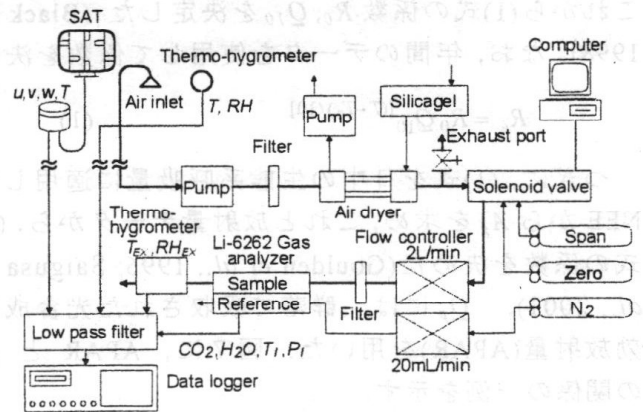 SAT
u,v,w,T
Thermo-hygrometer
Air inlet
T, RH
Pump
Silicagel
Computer
Exhaust port
Filter
Pump
Air dryer
Solenoid valve
Thermo-
hygrometer
T_EX, RH_EX
Li-6262 Gas
analyzer
Sample
Reference
Filter
Flow controller
2L/min
20mL/min
Span
Zero
N2
Low pass filter
CO2, H2O, T_I, P_I
Data logger